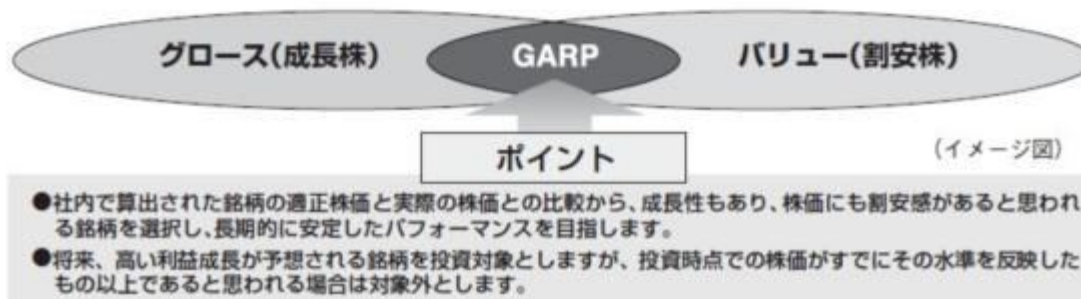 グロース(成長株)
GARP
バリュー(割安株)
ポイント
(イメージ図)
●社内で算出された銘柄の適正株価と実際の株価との比較から、成長性もあり、株価にも割安感があると思われ
る銘柄を選択し、長期的に安定したパフォーマンスを目指します。
●将来、高い利益成長が予想される銘柄を投資対象としますが、投資時点での株価がすでにその水準を反映した
もの以上であると思われる場合は対象外とします。